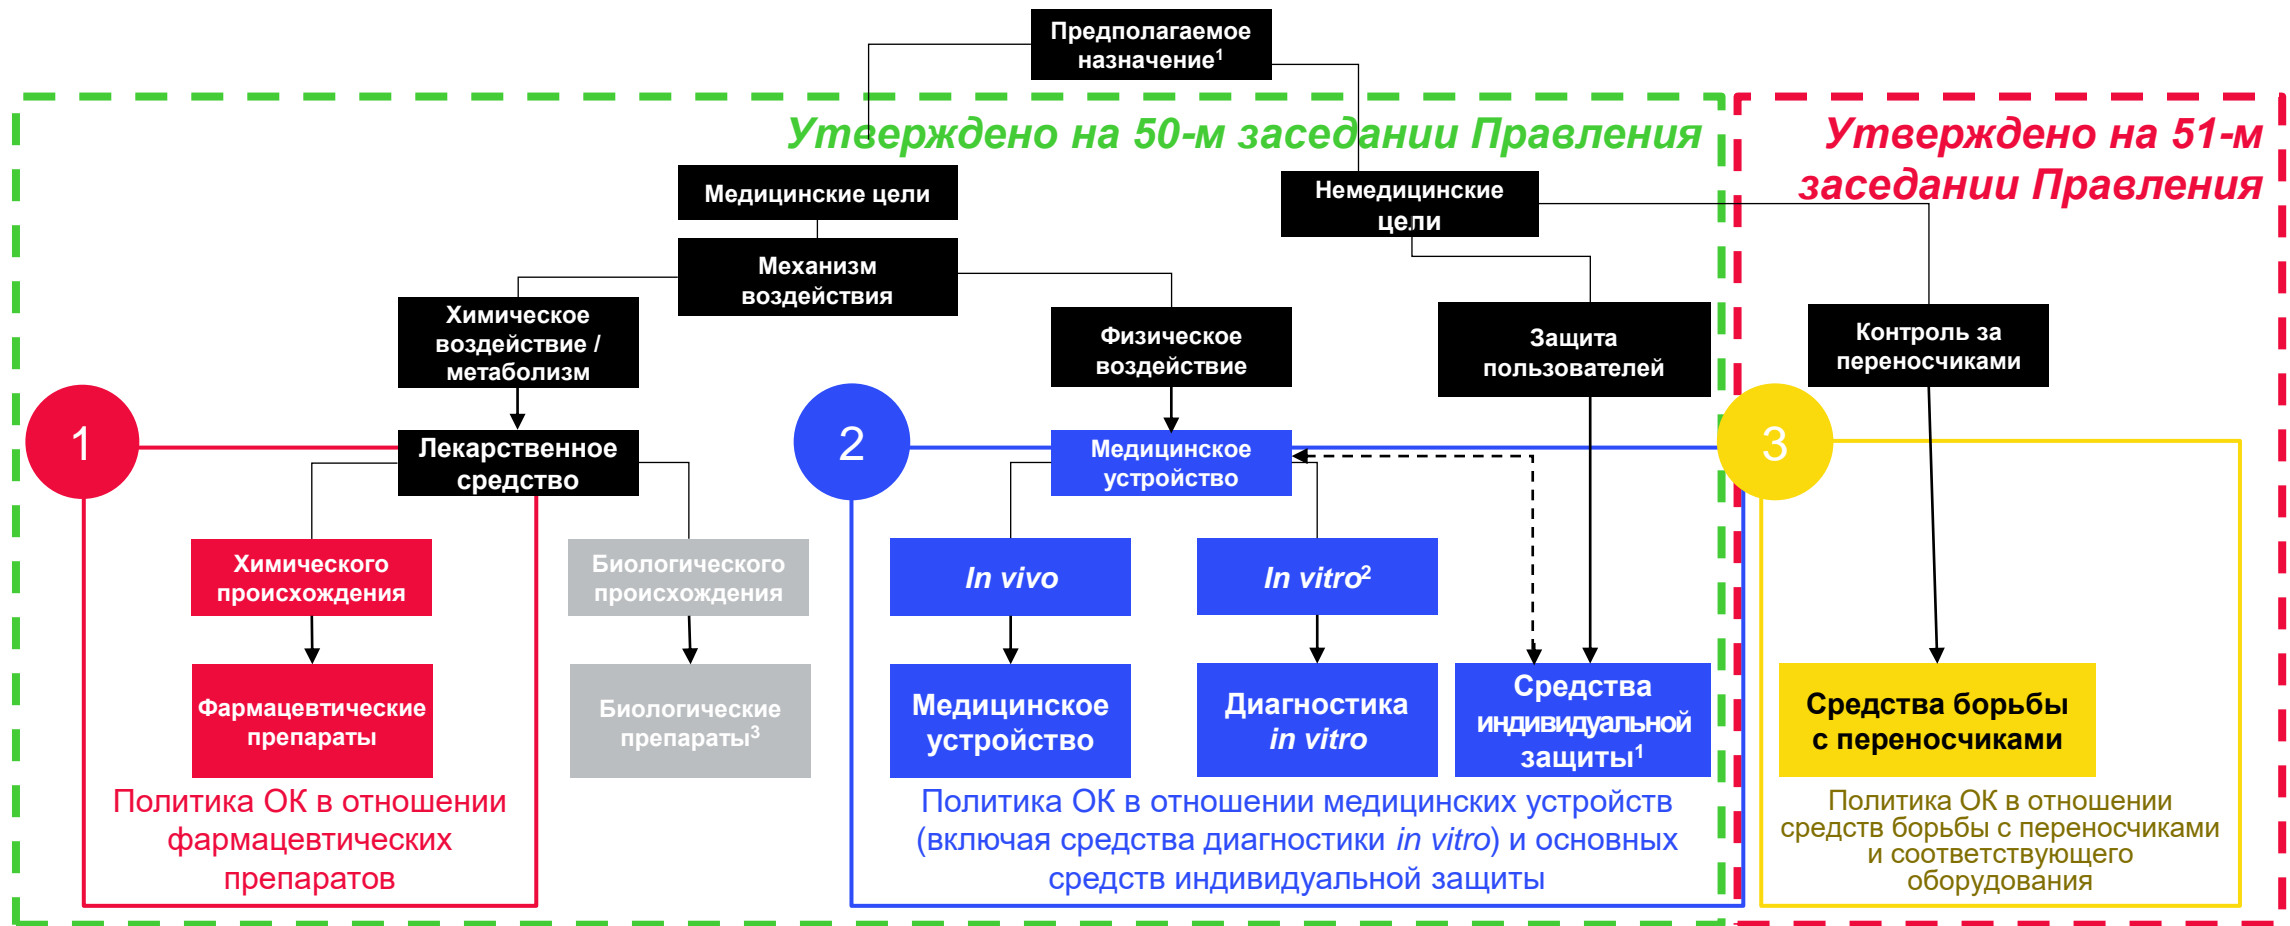 Предполагаемое
назначение¹
Утверждено на 50-м заседании Правления
Утверждено на 51-м
заседании Правления
Медицинские цели
Немедицинские
цели
Механизм
воздействия
Химическое
воздействие /
метаболизм
Физическое
воздействие
Защита
пользователей
Контроль за
переносчиками
1
Лекарственное
средство
2
Медицинское
устройство
3
Химического
происхождения
Биологического
происхождения
In vivo
In vitro²
Фармацевтические
препараты
Биологические
препараты³
Медицинское
устройство
Диагностика
in vitro
Средства
индивидуальной
защиты¹
Средства борьбы
с переносчиками
Политика ОК в отношении
фармацевтических
препаратов
Политика ОК в отношении медицинских устройств
(включая средства диагностики in vitro) и основных
средств индивидуальной защиты
Политика ОК в отношении
средств борьбы с переносчиками
и соответствующего
оборудования